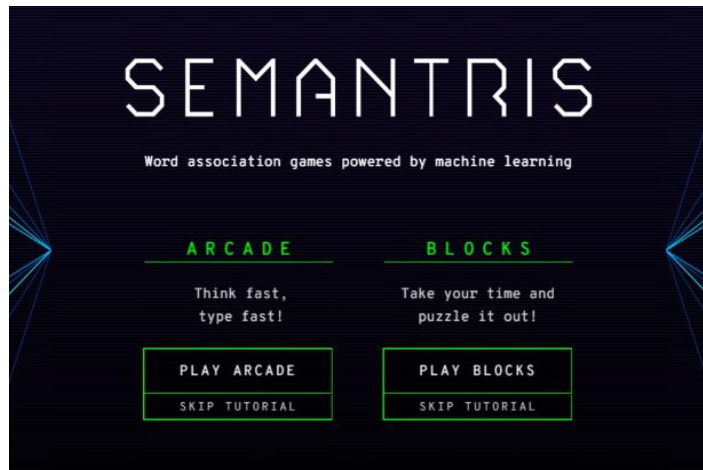 SEMANTRIS
Word association games powered by machine learning
ARCADE
Think fast,
type fast!
PLAY ARCADE
SKIP TUTORIAL
BLOCKS
Take your time and
puzzle it out!
PLAY BLOCKS
SKIP TUTORIAL